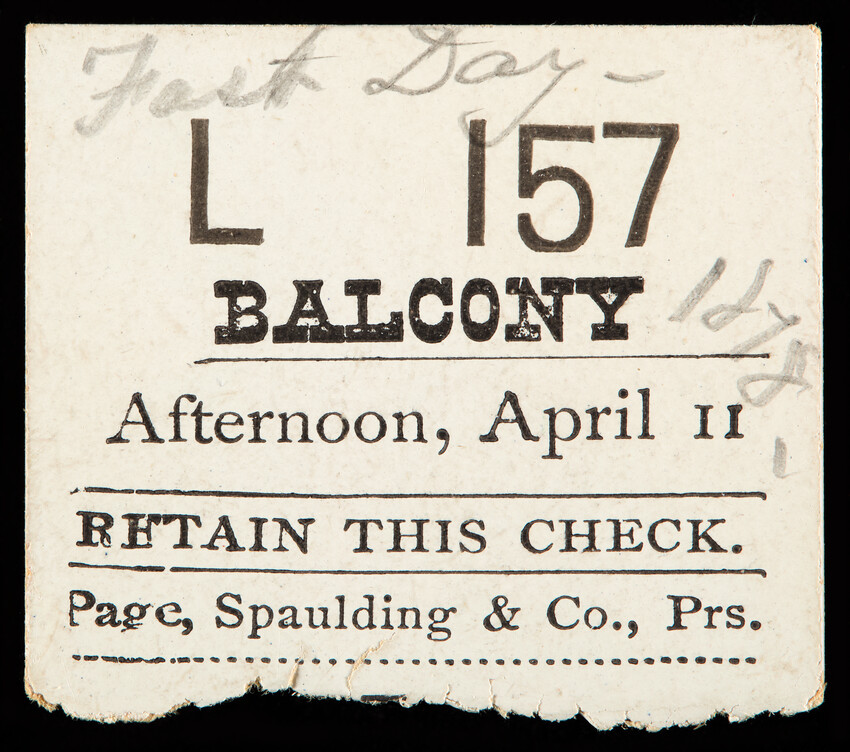 Fast Day -
L 157
BALCONY
1878
Afternoon, April 11
RETAIN THIS CHECK.
Page, Spaulding & Co., Prs.